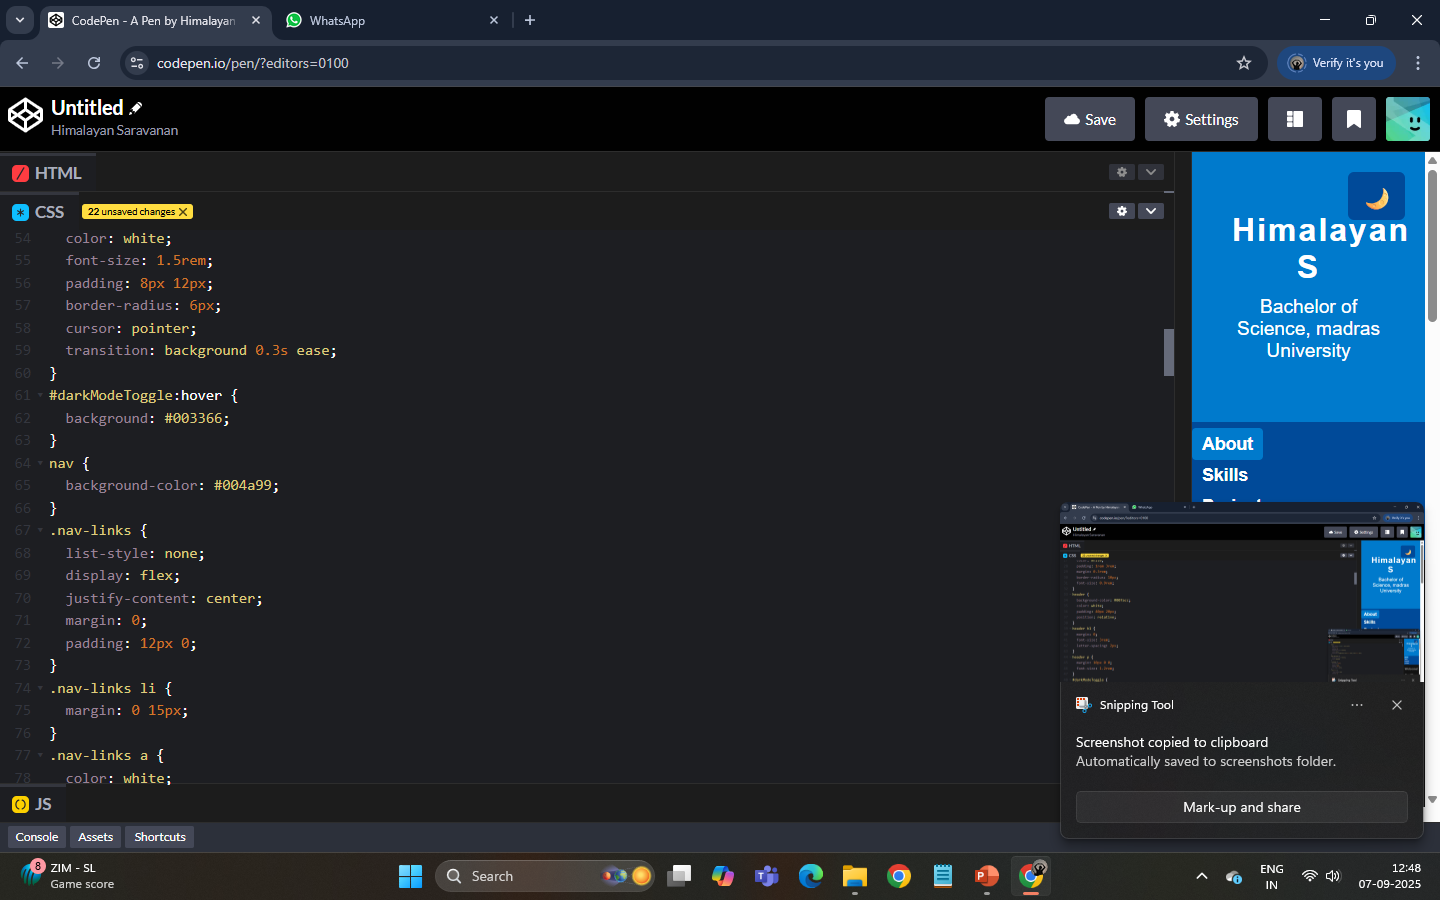 CodePen - A Pen by Himalayan
WhatsApp
codepen.io/pen/?editors=0100
Verify it's you
Untitled
Himalayan Saravanan
Save
Settings
HTML
CSS
22 unsaved changes
54 color: white;
55 font-size: 1.5rem;
56 padding: 8px 12px;
57 border-radius: 6px;
58 cursor: pointer;
59 transition: background 0.3s ease;
60 }
61 #darkModeToggle:hover {
62 background: #003366;
63 }
64 nav {
65 background-color: #004a99;
66 }
67 .nav-links {
68 list-style: none;
69 display: flex;
70 justify-content: center;
71 margin: 0;
72 padding: 12px 0;
73 }
74 .nav-links li {
75 margin: 0 15px;
76 }
77 .nav-links a {
78 color: white;
JS
Console
Assets
Shortcuts
Himalayan
S
Bachelor of
Science, madras
University
About
Skills
Snipping Tool
Screenshot copied to clipboard
Automatically saved to screenshots folder.
Mark-up and share
8
ZIM - SL
Game score
Search
ENG
IN
12:48
07-09-2025